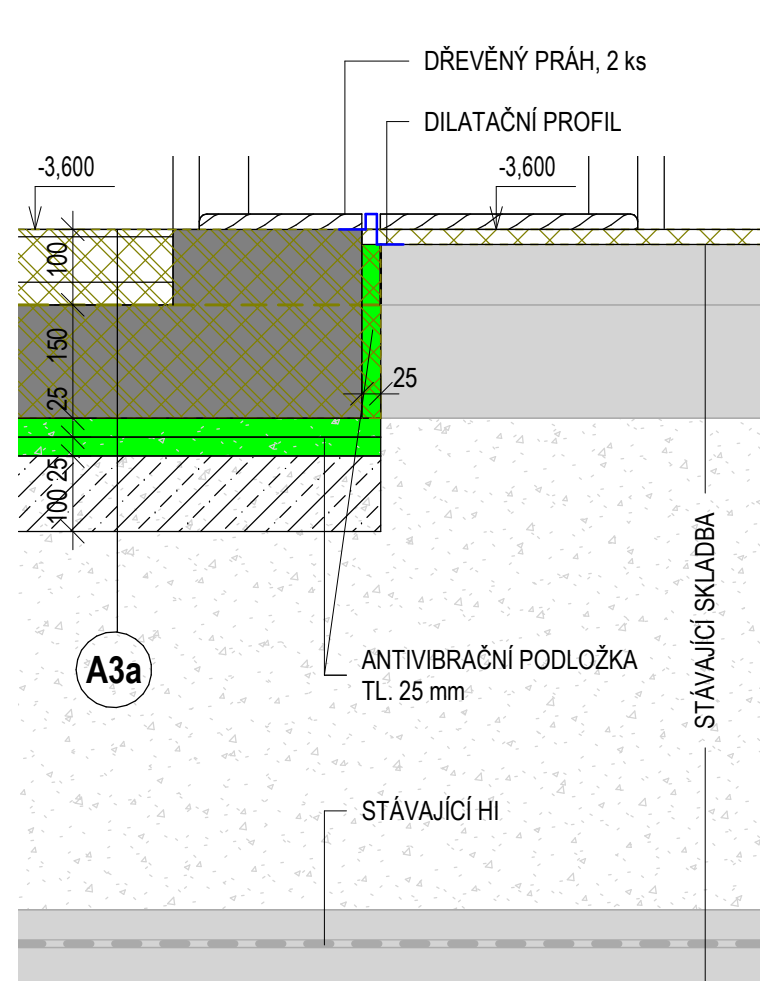 DŘEVĚNÝ PRÁH, 2 ks
DILATAČNÍ PROFIL
-3,600
-3,600
100
150
25
25
25
100
A3a
ANTIVIBRAČNÍ PODLOŽKA
TL. 25 mm
STÁVAJÍCÍ SKLADBA
STÁVAJÍCÍ HI